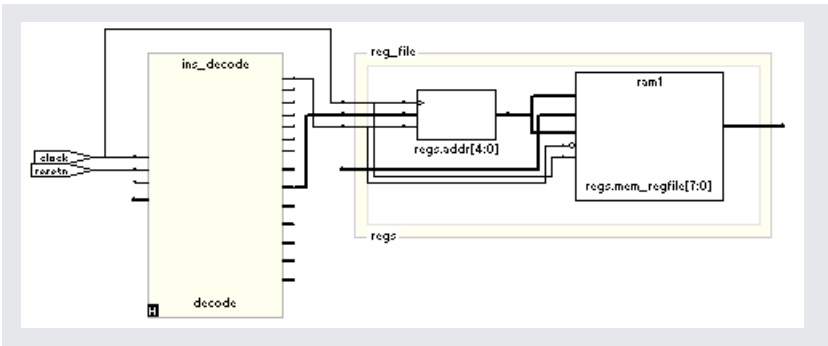 reg_file
ins_decode
ram1
clock
resetn
regs.addr[4:0]
regs.mem_regfile[7:0]
regs
decode
H